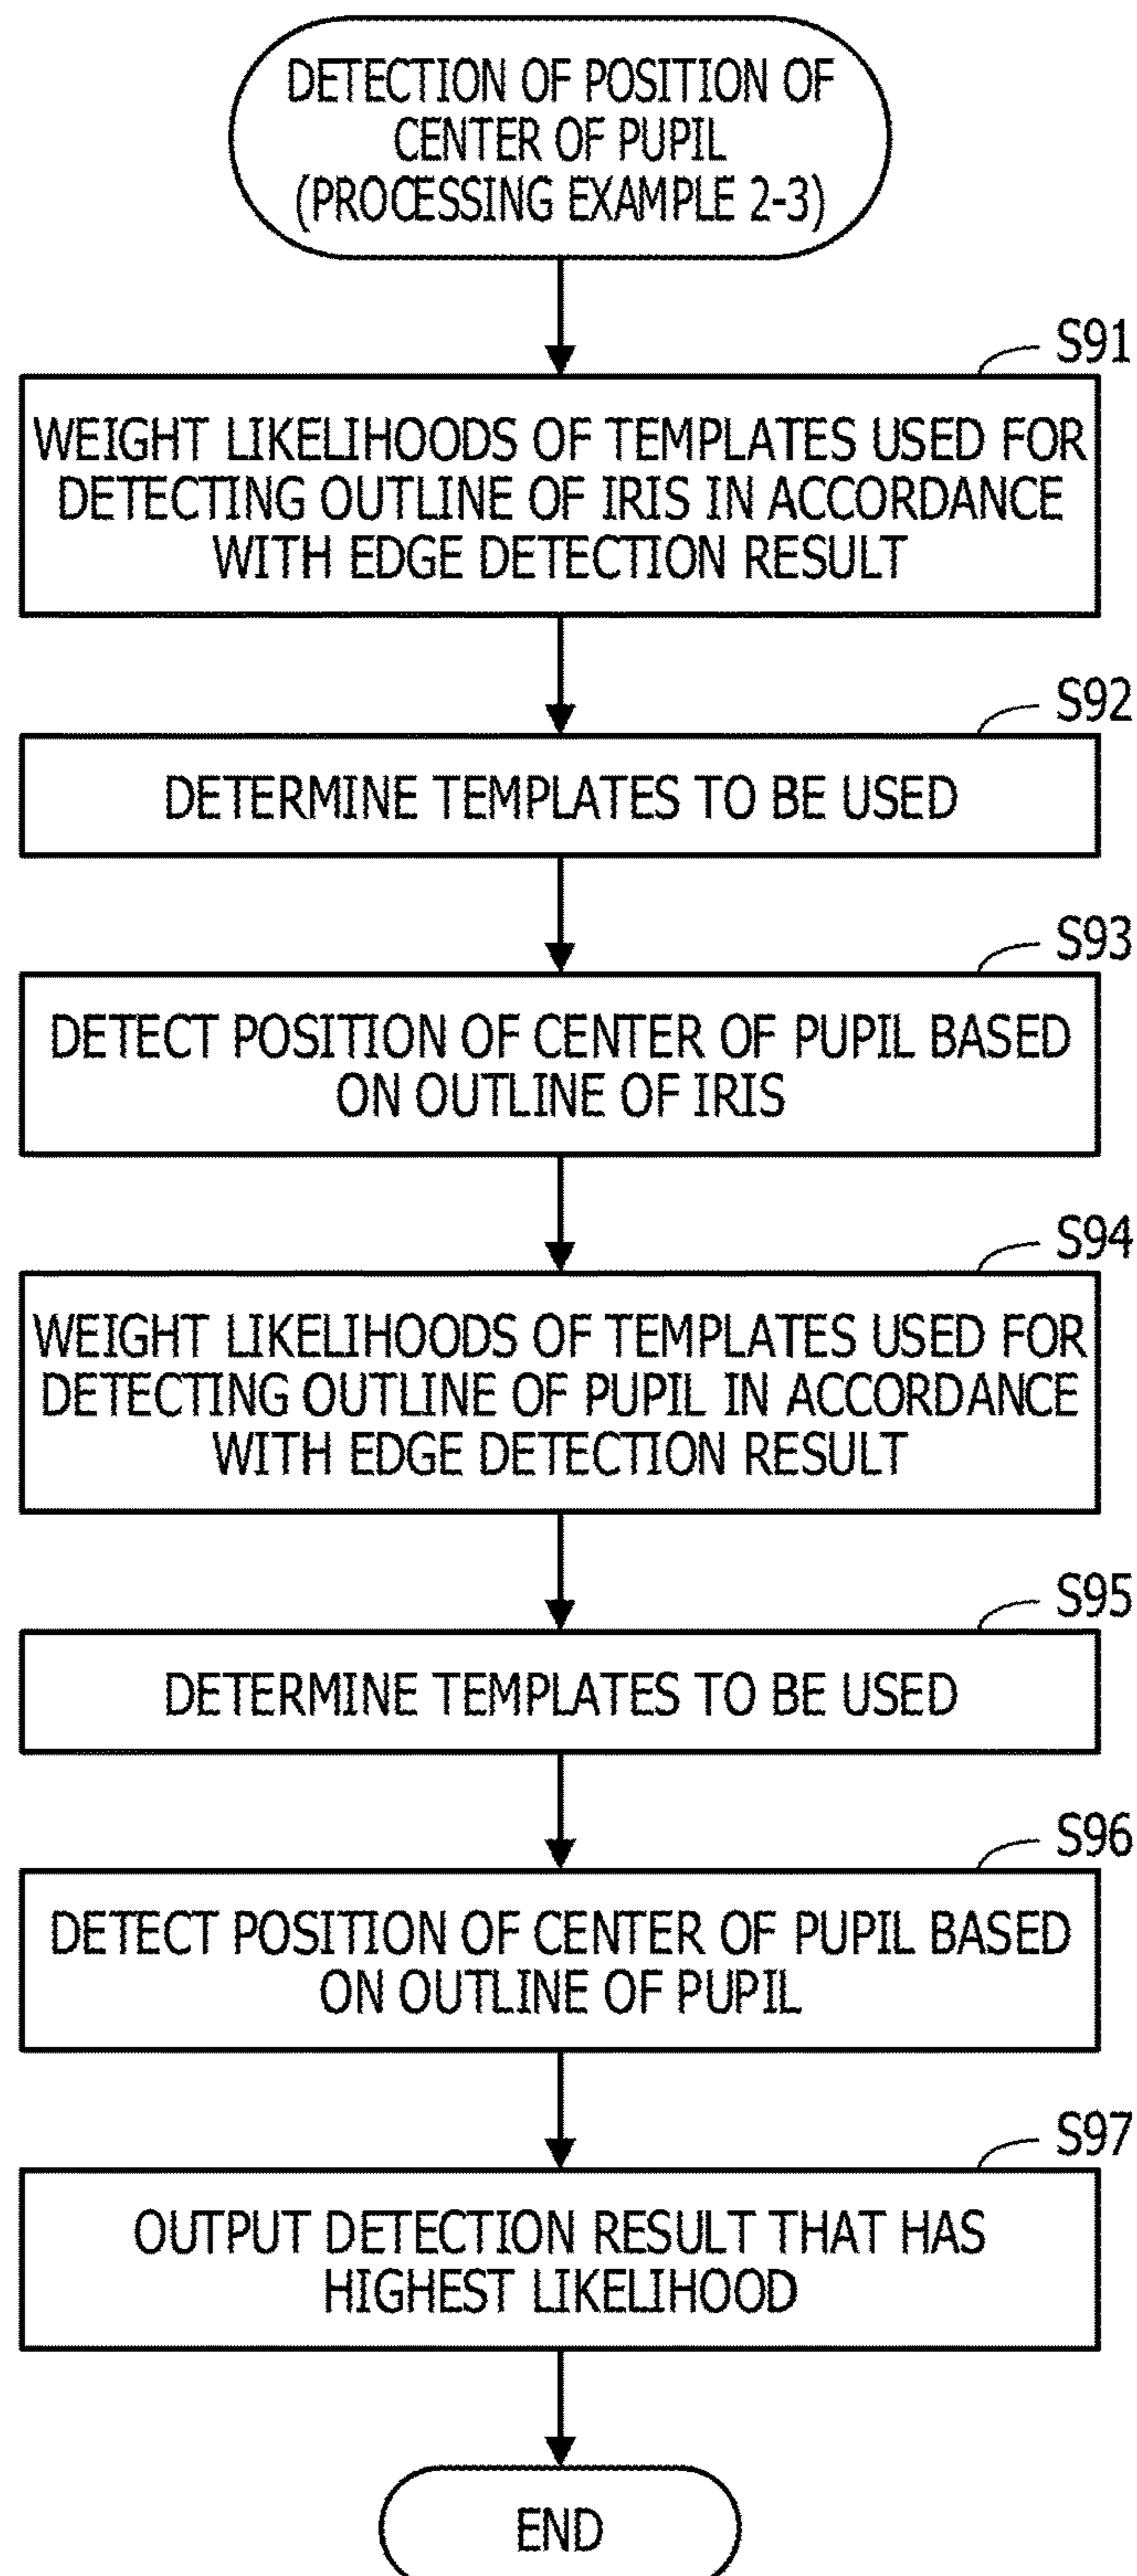 DETECTION OF POSITION OF
CENTER OF PUPIL
(PROCESSING EXAMPLE 2-3)
S91
WEIGHT LIKELIHOODS OF TEMPLATES USED FOR
DETECTING OUTLINE OF IRIS IN ACCORDANCE
WITH EDGE DETECTION RESULT
S92
DETERMINE TEMPLATES TO BE USED
S93
DETECT POSITION OF CENTER OF PUPIL BASED
ON OUTLINE OF IRIS
S94
WEIGHT LIKELIHOODS OF TEMPLATES USED FOR
DETECTING OUTLINE OF PUPIL IN ACCORDANCE
WITH EDGE DETECTION RESULT
S95
DETERMINE TEMPLATES TO BE USED
S96
DETECT POSITION OF CENTER OF PUPIL BASED
ON OUTLINE OF PUPIL
S97
OUTPUT DETECTION RESULT THAT HAS
HIGHEST LIKELIHOOD
END